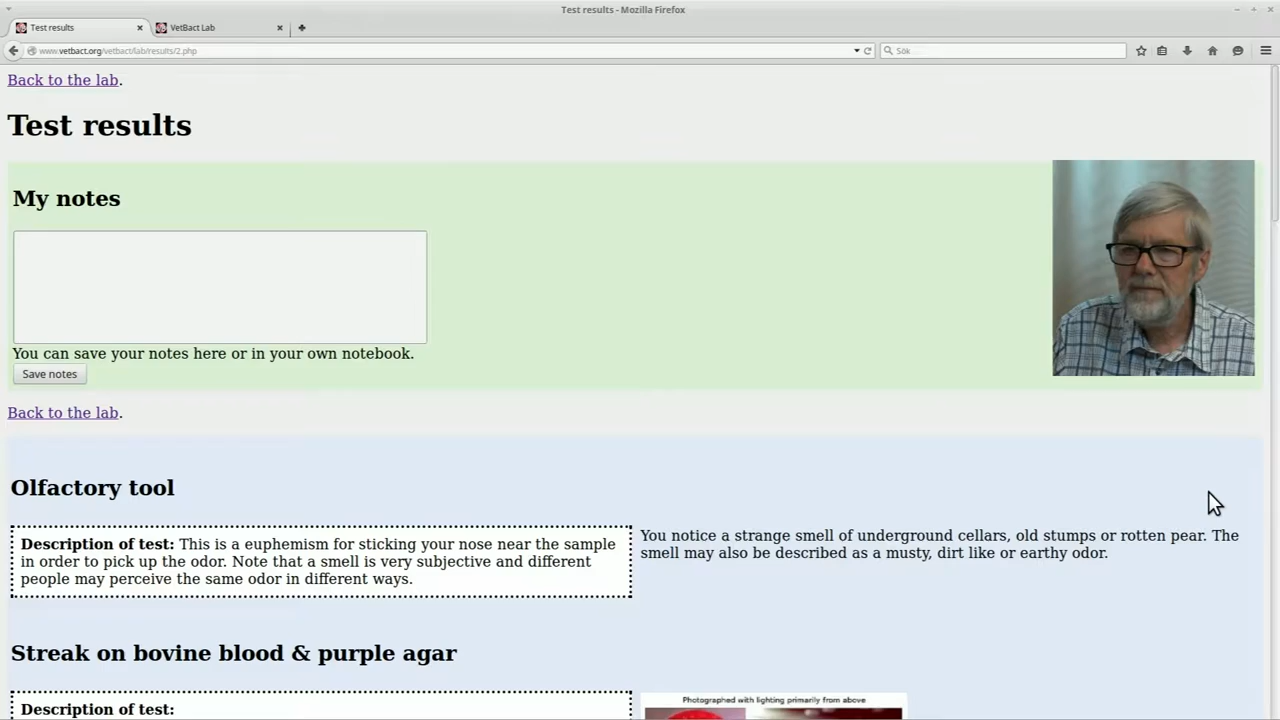 Test results - Mozilla Firefox
Test results
VetBact Lab
www.vetbact.org/vetbact/lab/results/2.php
Sök
Back to the lab.
Test results
My notes
You can save your notes here or in your own notebook.
Save notes
Back to the lab.
Olfactory tool
Description of test: This is a euphemism for sticking your nose near the sample
in order to pick up the odor. Note that a smell is very subjective and different
people may perceive the same odor in different ways.
You notice a strange smell of underground cellars, old stumps or rotten pear. The
smell may also be described as a musty, dirt like or earthy odor.
Streak on bovine blood & purple agar
Description of test:
Photographed with lighting primarily from above